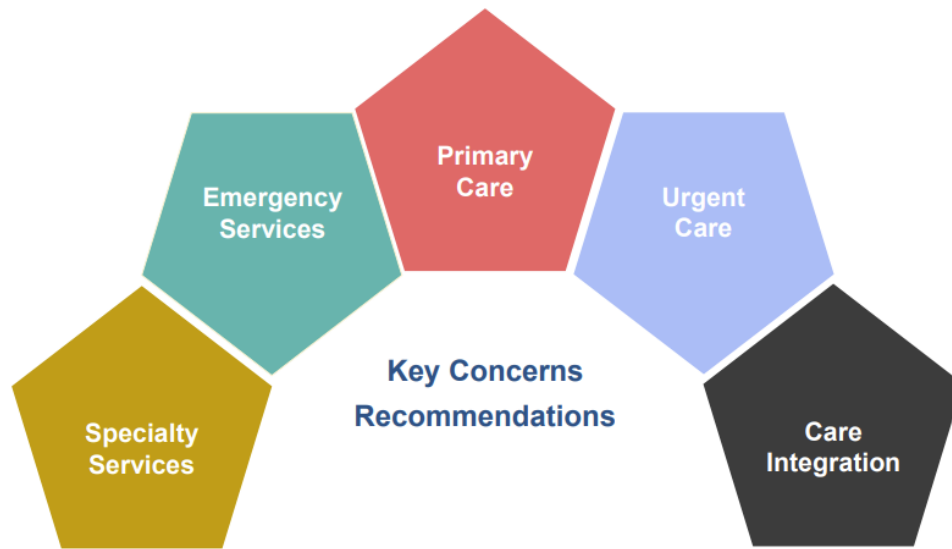 Primary
Care
Emergency
Services
Urgent
Care
Key Concerns
Recommendations
Specialty
Services
Care
Integration